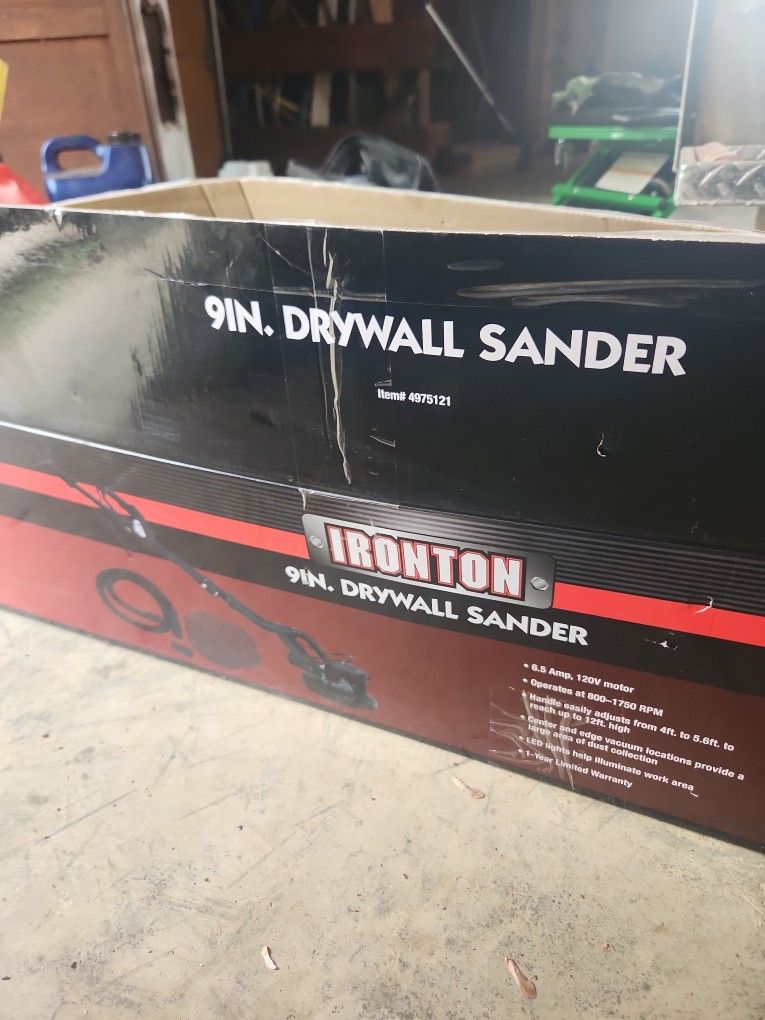 9IN. DRYWALL SANDER
Item# 4975121
IRONTON
9IN. DRYWALL SANDER
• 6.5 Amp, 120V motor
• Operates at 800–1750 RPM
• Handle easily adjusts from 4ft. to 5.6ft. to
reach up to 12ft. high
• Center and edge vacuum locations provide a
large area of dust collection
• LED lights help illuminate work area
• 1-Year Limited Warranty